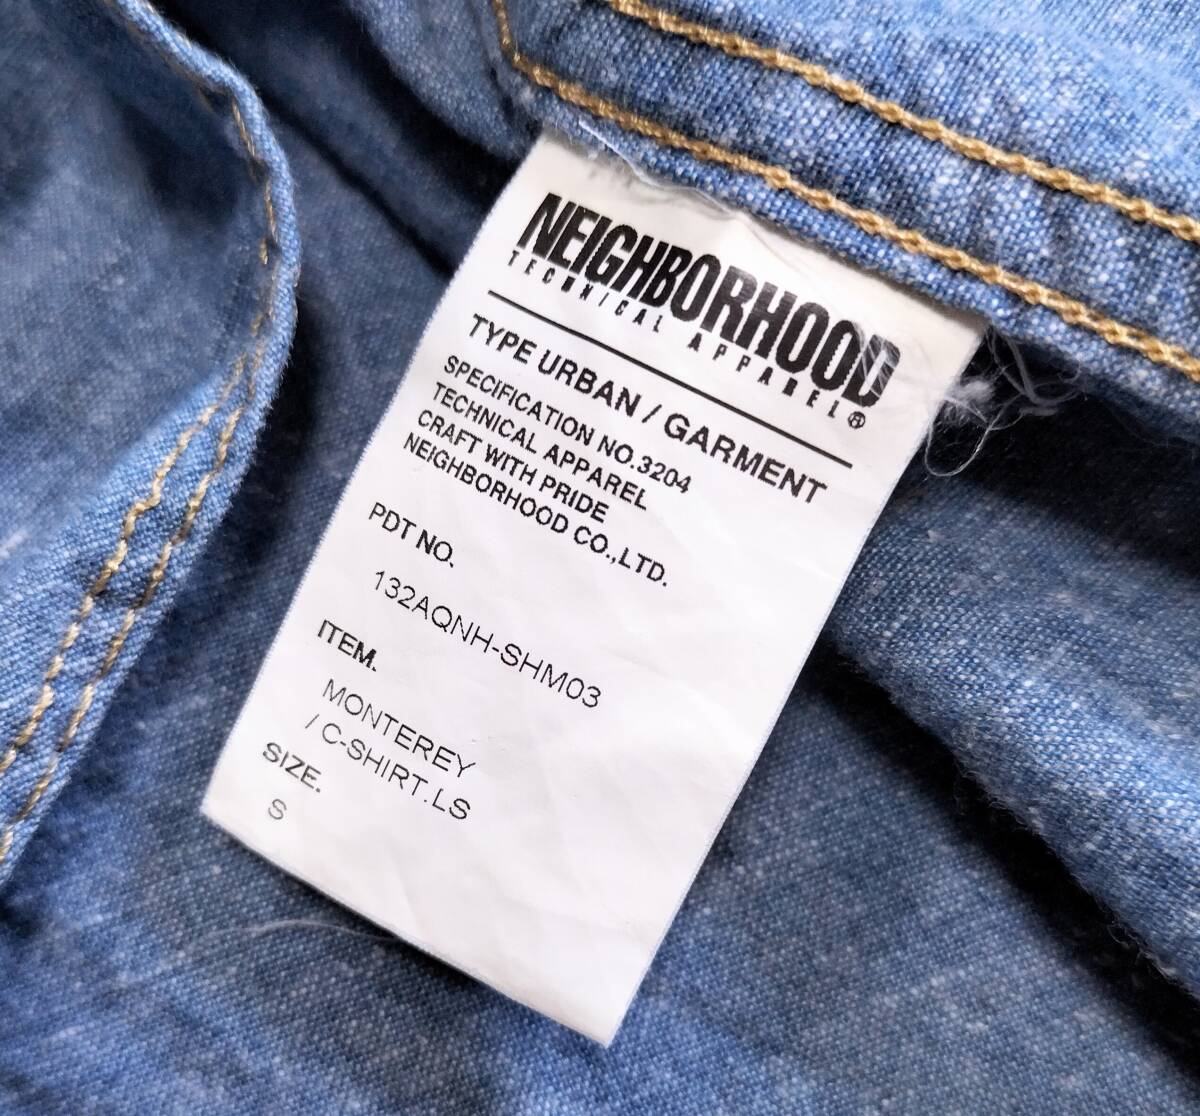 NEIGHBORHOOD
TECHNICAL APPAREL®
TYPE URBAN / GARMENT
SPECIFICATION NO.3204
TECHNICAL APPAREL
CRAFT WITH PRIDE
NEIGHBORHOOD CO.,LTD.
PDT NO.
132AQNH-SHM03
ITEM.
MONTEREY
/ C-SHIRT.LS
SIZE.
S